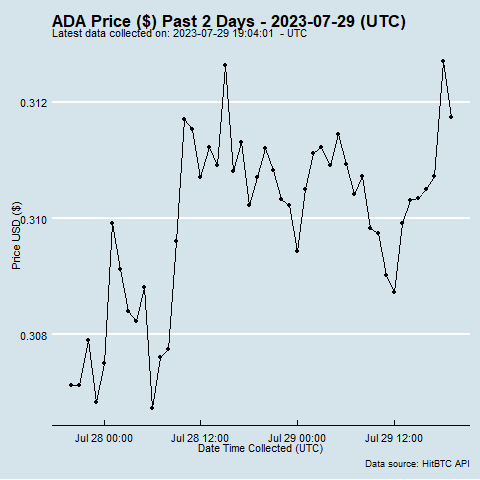 ADA Price ($) Past 2 Days - 2023-07-29 (UTC)
Latest data collected on: 2023-07-29 19:04:01 - UTC
0.312
0.310
0.308
Price USD ($)
Jul 28 00:00 Jul 28 12:00 Jul 29 00:00 Jul 29 12:00
Date Time Collected (UTC)
Data source: HitBTC API